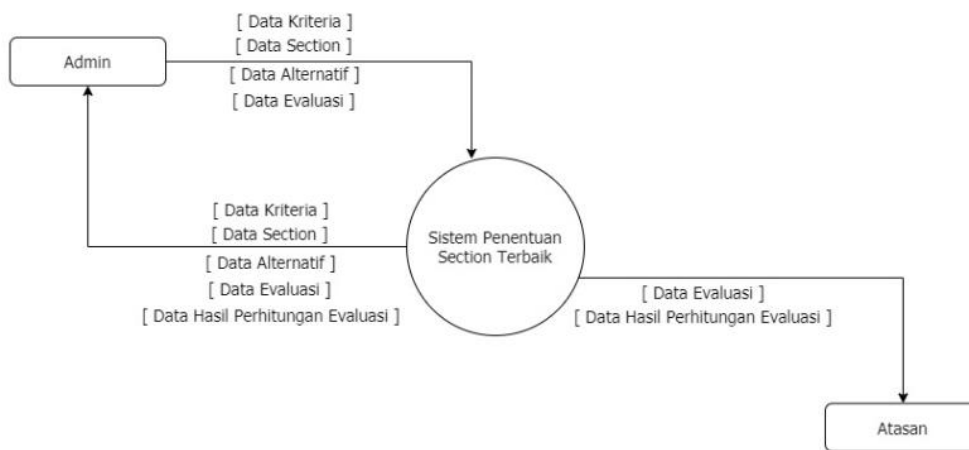 [ Data Kriteria ]
[ Data Section ]
[ Data Alternatif ]
[ Data Evaluasi ]
Admin
[ Data Kriteria ]
[ Data Section ]
[ Data Alternatif ]
[ Data Evaluasi ]
[ Data Hasil Perhitungan Evaluasi ]
Sistem Penentuan
Section Terbaik
[ Data Evaluasi ]
[ Data Hasil Perhitungan Evaluasi ]
Atasan